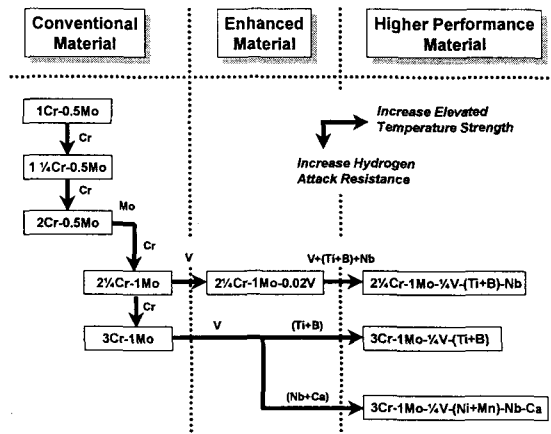 Conventional
Material
Enhanced
Material
Higher Performance
Material
1Cr-0.5Mo
Cr
1 ¼Cr-0.5Mo
Cr
2Cr-0.5Mo
Mo
Cr
Increase Elevated
Temperature Strength
Increase Hydrogen
Attack Resistance
2¼Cr-1Mo
V
2¼Cr-1Mo-0.02V
V+(Ti+B)+Nb
2¼Cr-1Mo-¼V-(Ti+B)-Nb
Cr
3Cr-1Mo
V
(Ti+B)
3Cr-1Mo-¼V-(Ti+B)
(Nb+Ca)
3Cr-1Mo-¼V-(Ni+Mn)-Nb-Ca